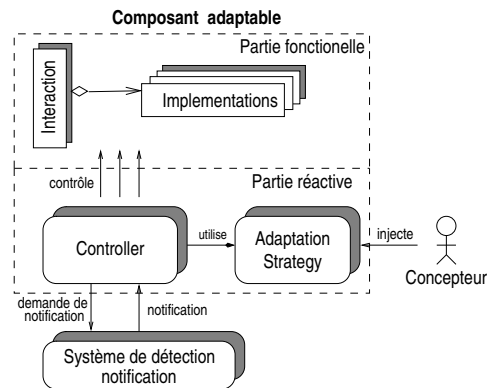 Composant adaptable
Partie fonctionelle
Interaction
Implementations
contrôle
Partie réactive
Controller
utilise
Adaptation
Strategy
injecte
Concepteur
demande de
notification
notification
Système de détection
notification